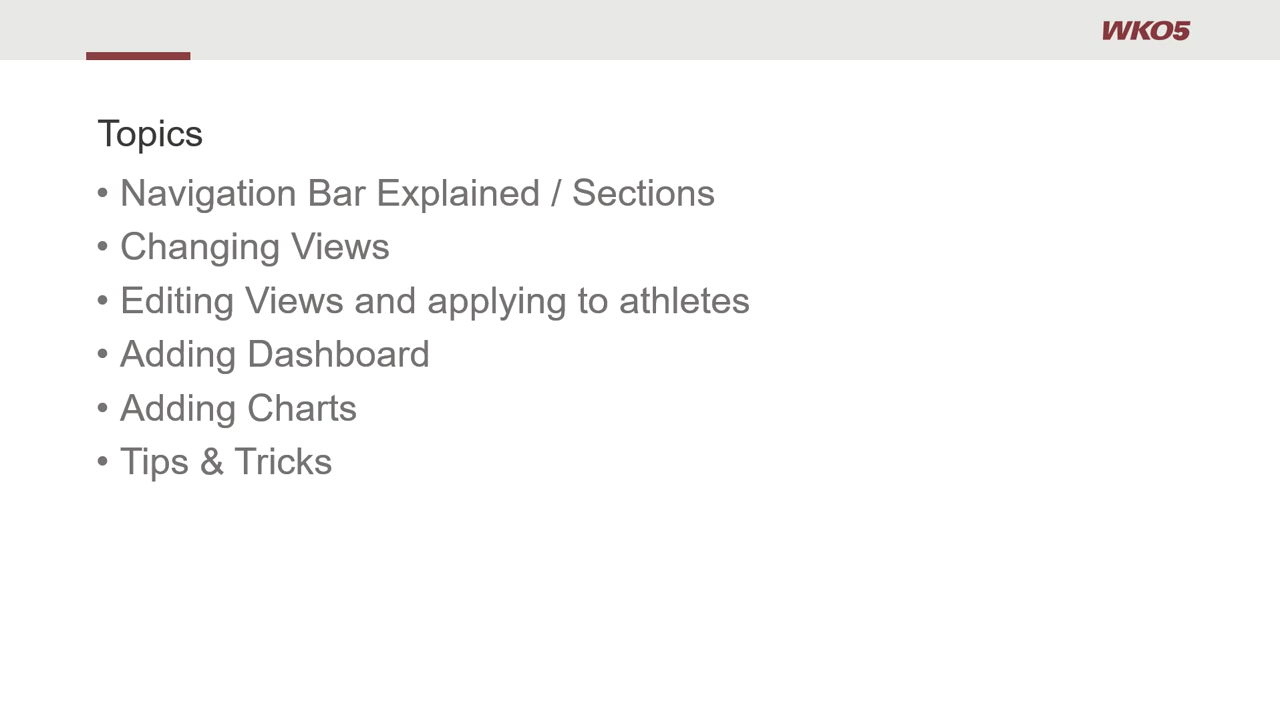 WKO5
Topics
• Navigation Bar Explained / Sections
• Changing Views
• Editing Views and applying to athletes
• Adding Dashboard
• Adding Charts
• Tips & Tricks